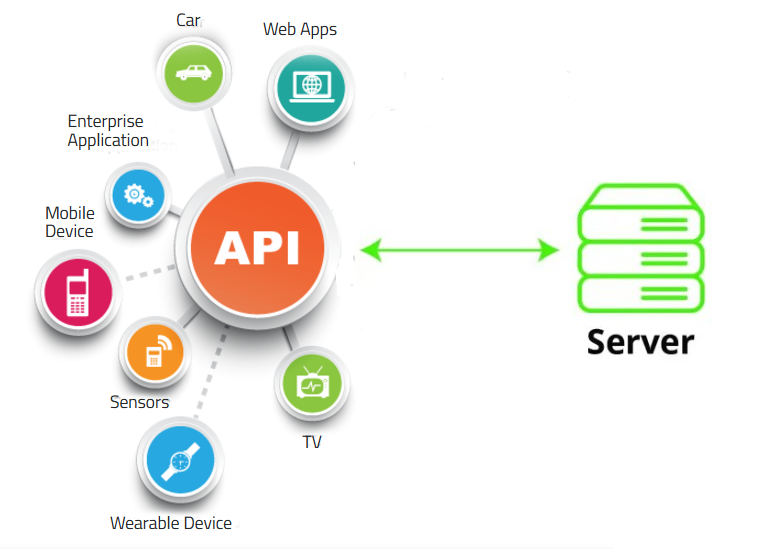 Car
Web Apps
Enterprise
Application
Mobile
Device
API
Server
Sensors
TV
Wearable Device